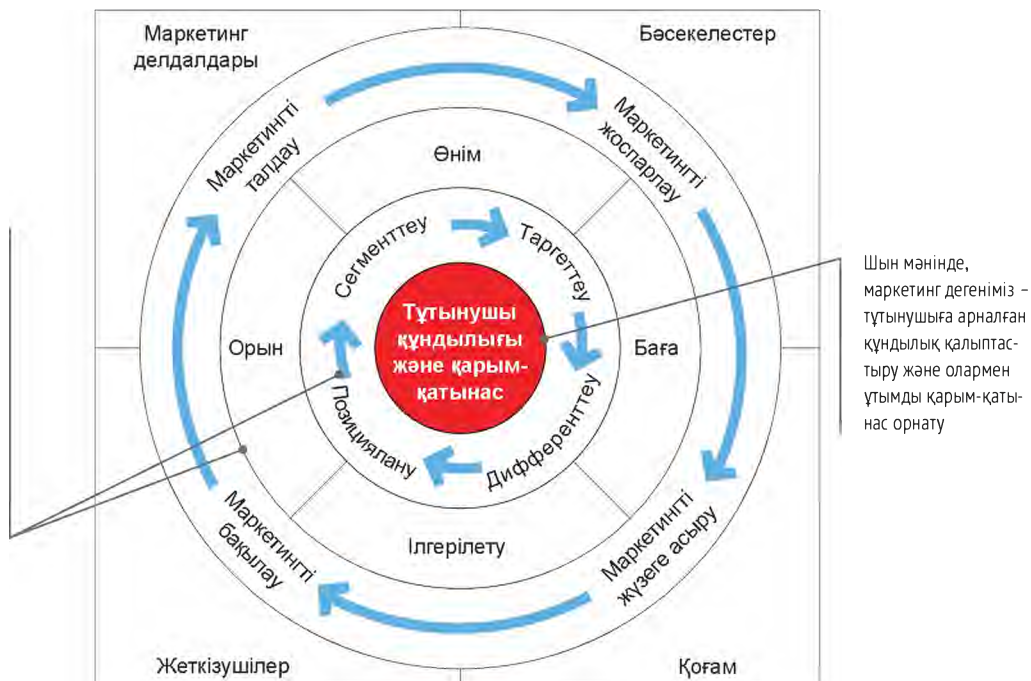 Маркетинг
делдалдары
Бәсекелестер
Маркетингті
талдау
Маркетингті
жоспарлау
Өнім
Сегменттеу
Таргеттеу
Тұтынушы
құндылығы
және қарым-
қатынас
Орын
Баға
Позициялану
Дифференттеу
Шын мәнінде,
маркетинг дегеніміз –
тұтынушыға арналған
құндылық қалыптас-
тыру және олармен
ұтымды қарым-қаты-
нас орнату
Ілгерілету
Маркетингті
бақылау
Маркетингті
жүзеге асыру
Жеткізушілер
Қоғам